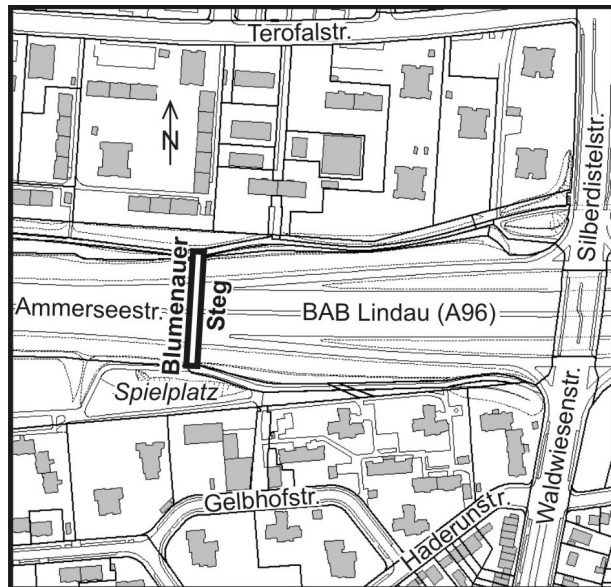 Terofalstr.
N
Silberdistelstr.
Blumenauer
Steg
Ammerseestr.
BAB Lindau (A96)
Spielplatz
Waldwiesenstr.
Gelbhofstr.
Haderunstr.